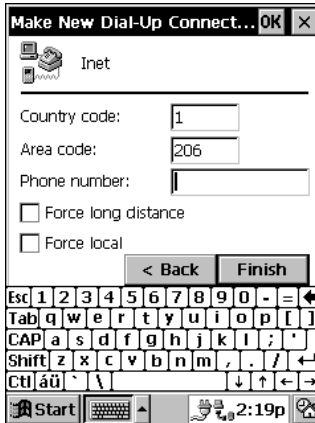 Make New Dial-Up Connect... OK ×
Inet
Country code: 1
Area code: 206
Phone number:
Force long distance
Force local
< Back Finish
Esc 1 2 3 4 5 6 7 8 9 0 - = 
Tab q w e r t y u i o p [ ]
CAP a s d f g h j k l ; '
Shift z x c v b n m , . / ↵
Ctl áü ` \ ↓ ↑ ← →
Start 2:19p